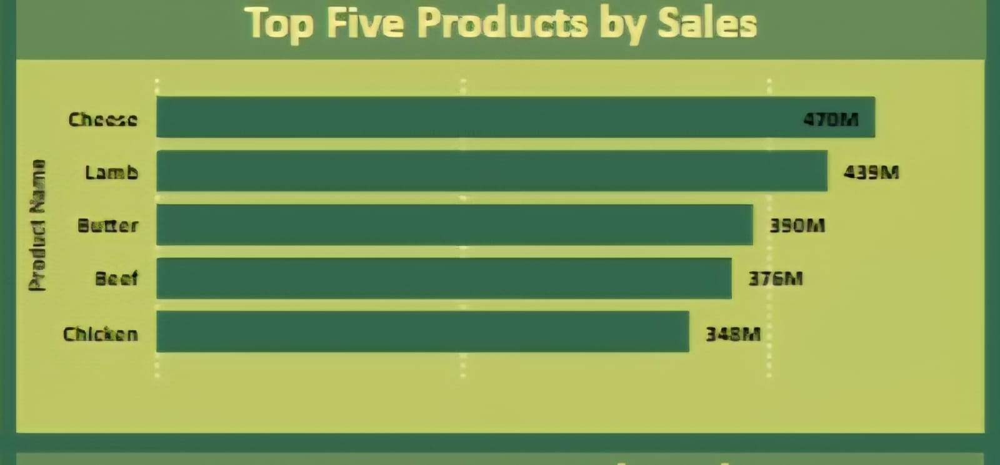 Top Five Products by Sales
Product Name
Cheese 470M
Lamb 439M
Butter 390M
Beef 376M
Chicken 348M